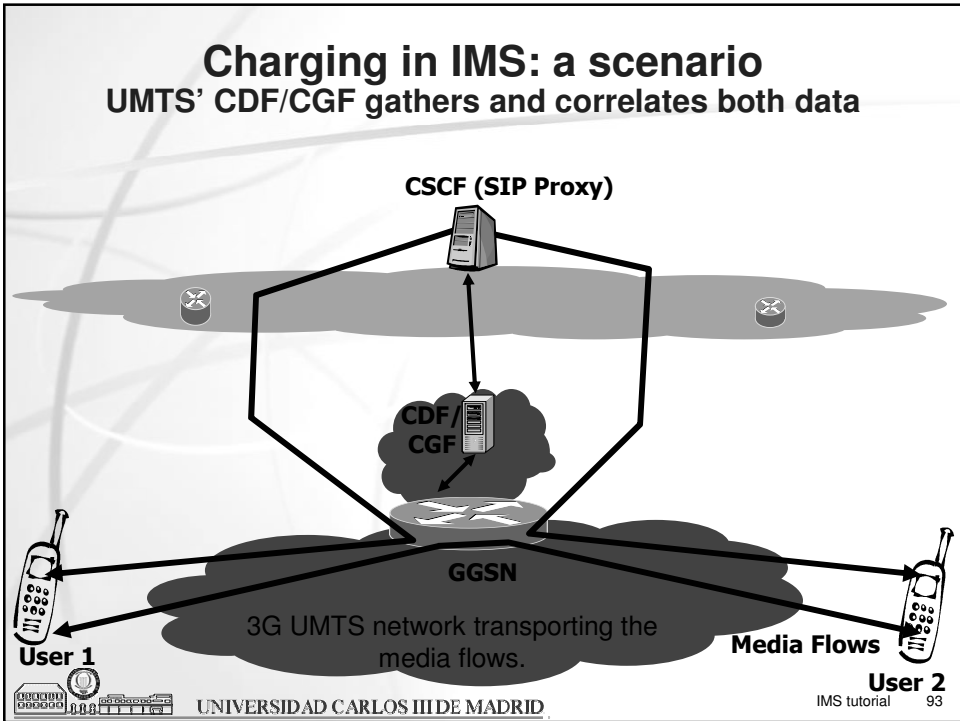 Charging in IMS: a scenario
UMTS' CDF/CGF gathers and correlates both data
CSCF (SIP Proxy)
CDF/
CGF
GGSN
3G UMTS network transporting the
media flows.
Media Flows
User 1
User 2
UNIVERSIDAD CARLOS III DE MADRID
IMS tutorial 93